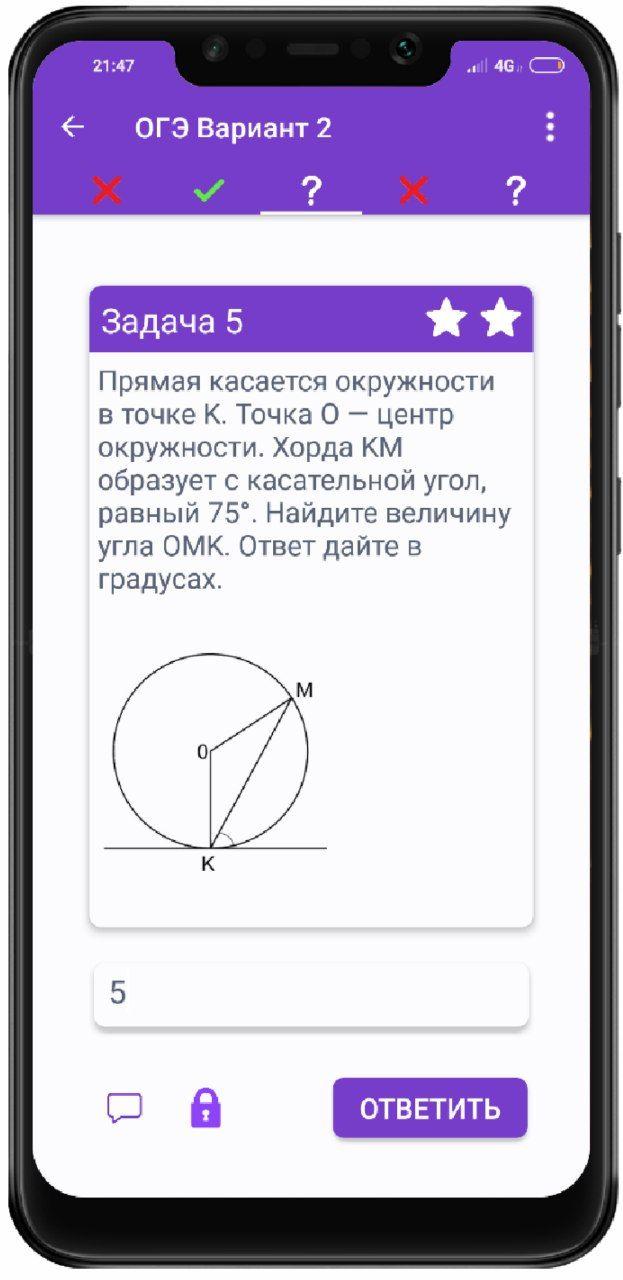 21:47
4G
ОГЭ Вариант 2
?
?
Задача 5
Прямая касается окружности
в точке K. Точка O — центр
окружности. Хорда KM
образует с касательной угол,
равный 75°. Найдите величину
угла OMK. Ответ дайте в
градусах.
M
0
K
5
ОТВЕТИТЬ